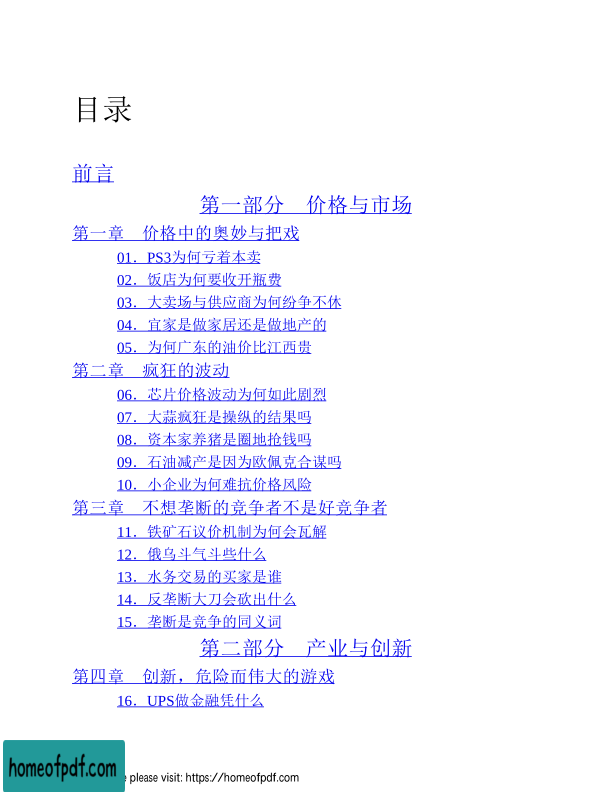 目录
前言
第一部分　价格与市场
第一章　价格中的奥妙与把戏
01．PS3为何亏着本卖
02．饭店为何要收开瓶费
03．大卖场与供应商为何纷争不休
04．宜家是做家居还是做地产的
05．为何广东的油价比江西贵
第二章　疯狂的波动
06．芯片价格波动为何如此剧烈
07．大蒜疯狂是操纵的结果吗
08．资本家养猪是圈地抢钱吗
09．石油减产是因为欧佩克合谋吗
10．小企业为何难抗价格风险
第三章　不想垄断的竞争者不是好竞争者
11．铁矿石议价机制为何会瓦解
12．俄乌斗气斗些什么
13．水务交易的买家是谁
14．反垄断大刀会砍出什么
15．垄断是竞争的同义词
第二部分　产业与创新
第四章　创新，危险而伟大的游戏
16．UPS做金融凭什么
homeofpdf.com
e please visit: https://homeofpdf.com